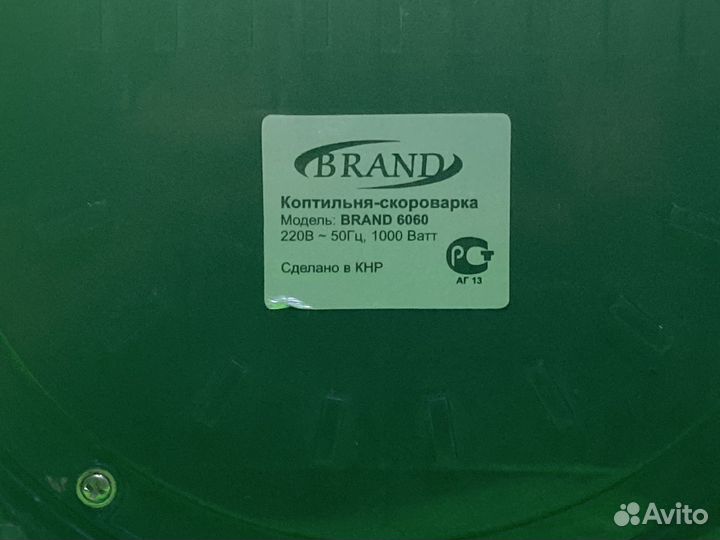 BRAND
Коптильня-скороварка
Модель: BRAND 6060
220В ~ 50Гц, 1000 Ватт
Сделано в КНР
РСТ
АГ 13
Avito